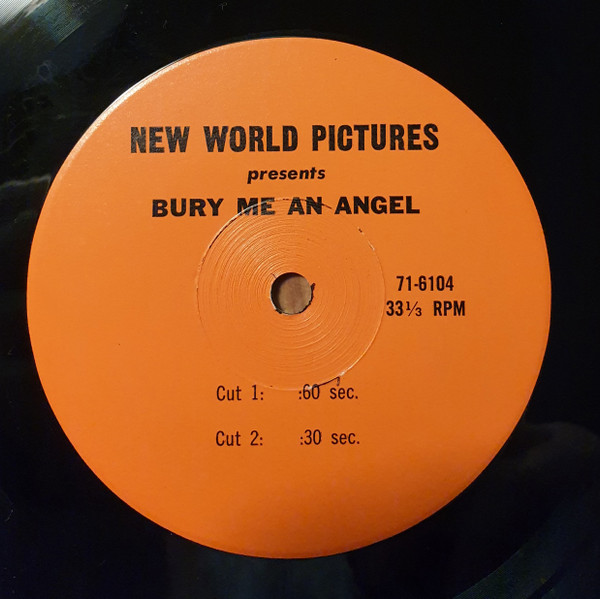 NEW WORLD PICTURES
presents
BURY ME AN ANGEL
71-6104
33⅓ RPM
Cut 1: :60 sec.
Cut 2: :30 sec.